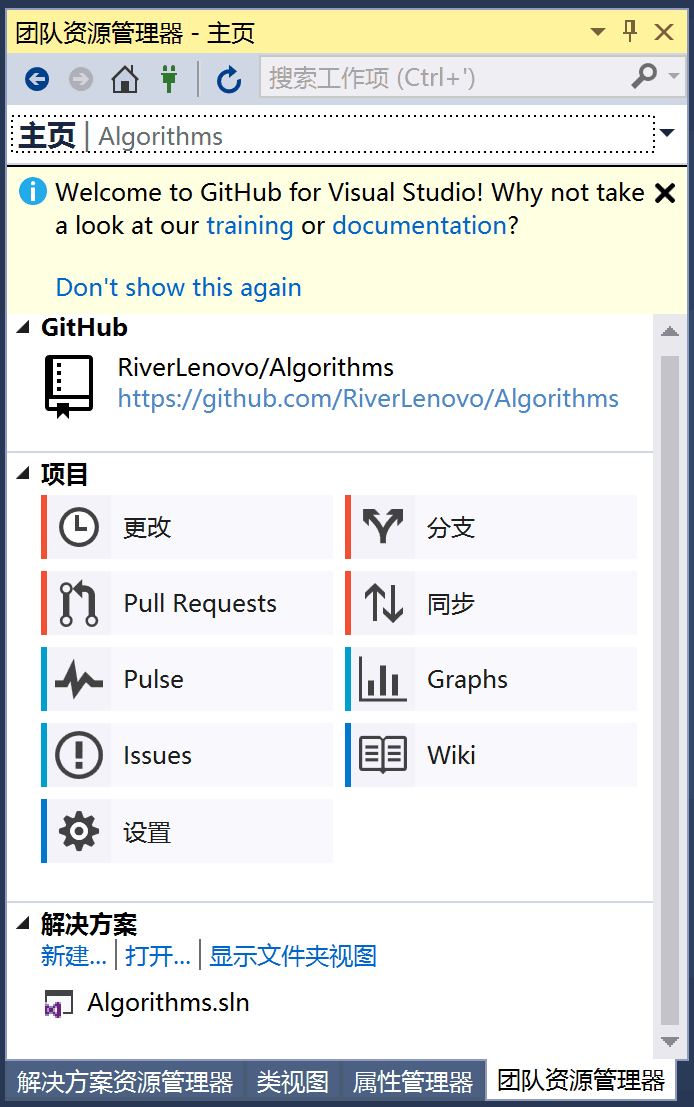 团队资源管理器 - 主页
搜索工作项 (Ctrl+')
主页 | Algorithms
Welcome to GitHub for Visual Studio! Why not take
a look at our training or documentation?
Don't show this again
GitHub
RiverLenovo/Algorithms
https://github.com/RiverLenovo/Algorithms
项目
更改 分支
Pull Requests 同步
Pulse Graphs
Issues Wiki
设置
解决方案
新建... | 打开... | 显示文件夹视图
Algorithms.sln
解决方案资源管理器 类视图 属性管理器 团队资源管理器